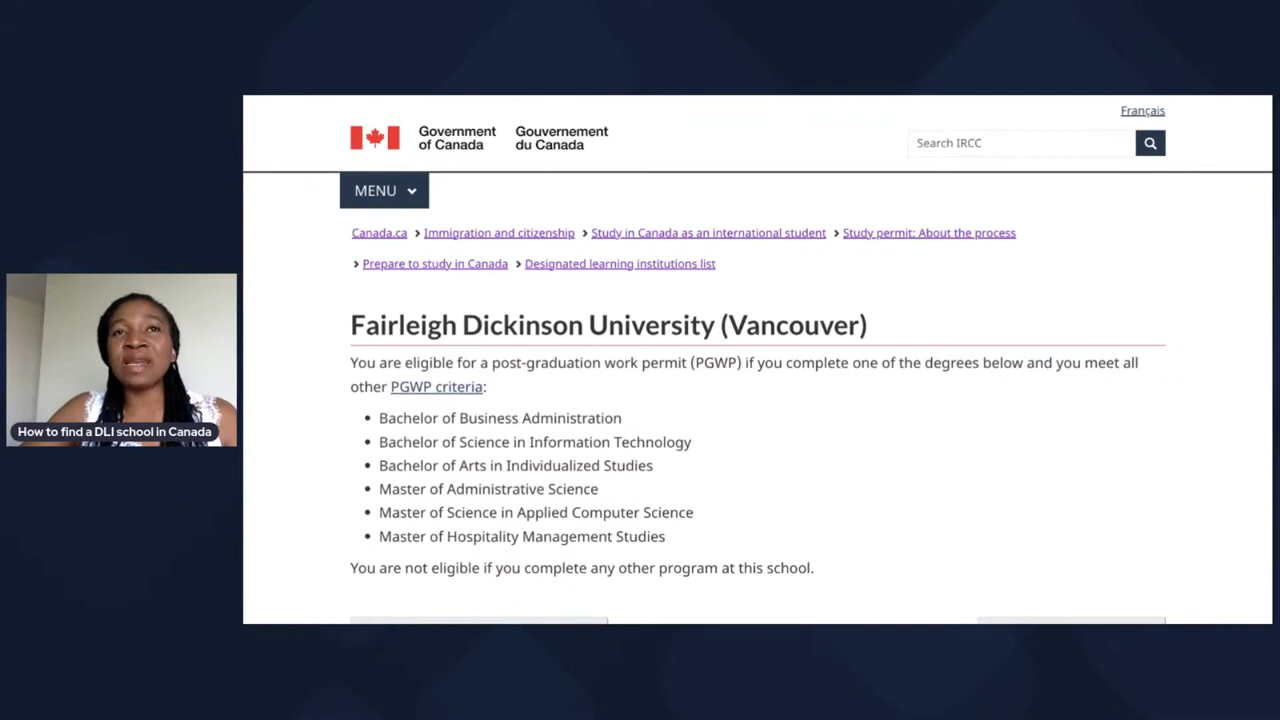 Français
Government of Canada
Gouvernement du Canada
Search IRCC
MENU
Canada.ca > Immigration and citizenship > Study in Canada as an international student > Study permit: About the process
> Prepare to study in Canada > Designated learning institutions list
Fairleigh Dickinson University (Vancouver)
You are eligible for a post-graduation work permit (PGWP) if you complete one of the degrees below and you meet all
other PGWP criteria:
• Bachelor of Business Administration
• Bachelor of Science in Information Technology
• Bachelor of Arts in Individualized Studies
• Master of Administrative Science
• Master of Science in Applied Computer Science
• Master of Hospitality Management Studies
You are not eligible if you complete any other program at this school.
How to find a DLI school in Canada